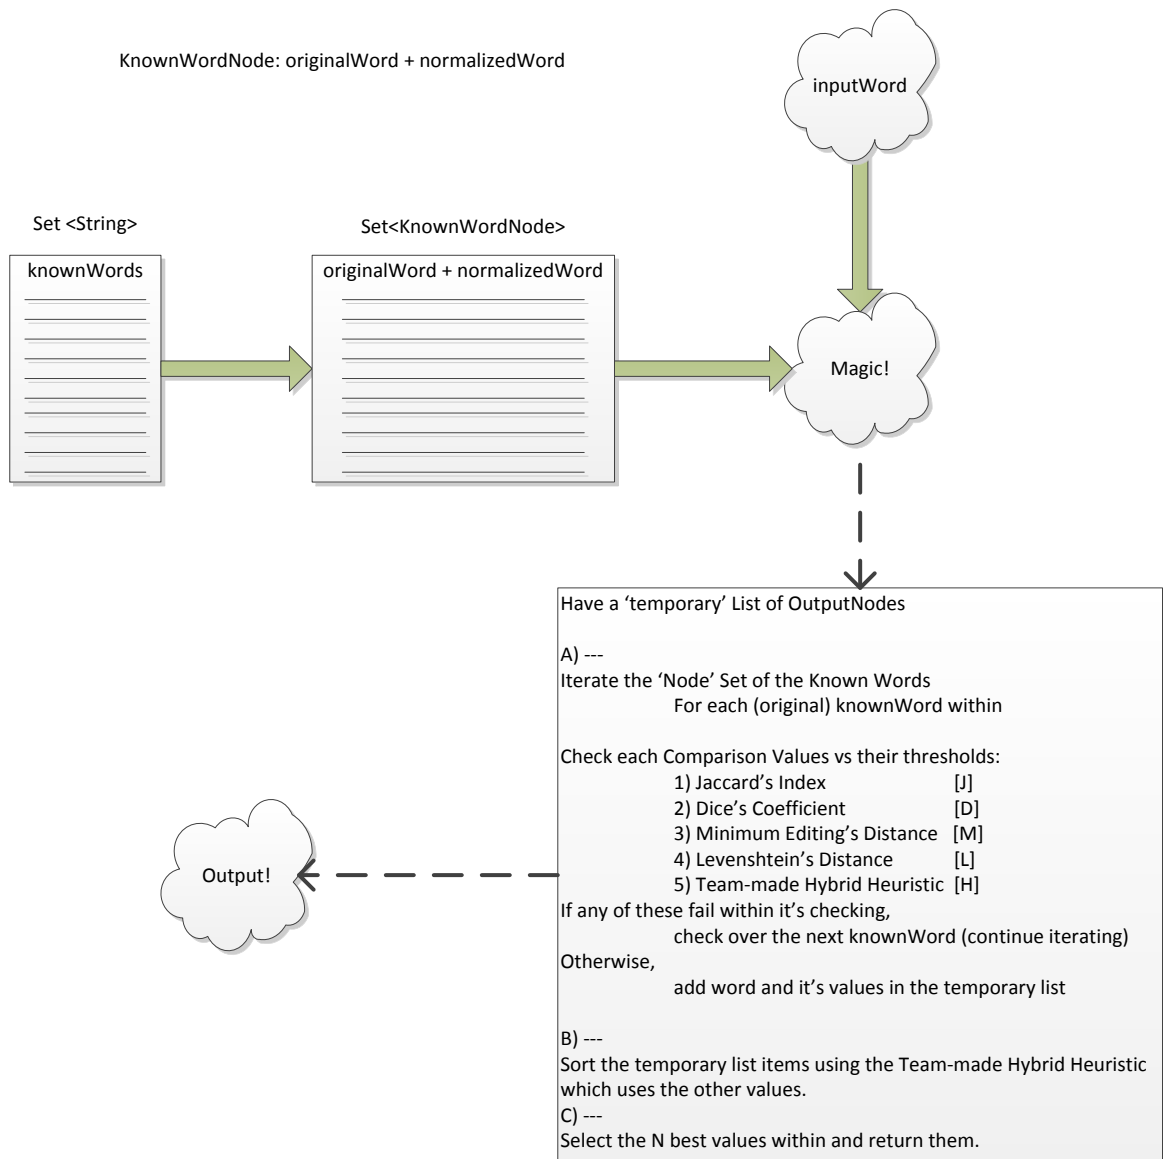 KnownWordNode: originalWord + normalizedWord
inputWord
Set <String>
Set<KnownWordNode>
knownWords
originalWord + normalizedWord
Magic!
Have a ‘temporary’ List of OutputNodes
A) ---
Iterate the ‘Node’ Set of the Known Words
For each (original) knownWord within
Check each Comparison Values vs their thresholds:
1) Jaccard’s Index [J]
2) Dice’s Coefficient [D]
3) Minimum Editing’s Distance [M]
4) Levenshtein’s Distance [L]
5) Team-made Hybrid Heuristic [H]
If any of these fail within it’s checking,
check over the next knownWord (continue iterating)
Otherwise,
add word and it’s values in the temporary list
B) ---
Sort the temporary list items using the Team-made Hybrid Heuristic
which uses the other values.
C) ---
Select the N best values within and return them.
Output!